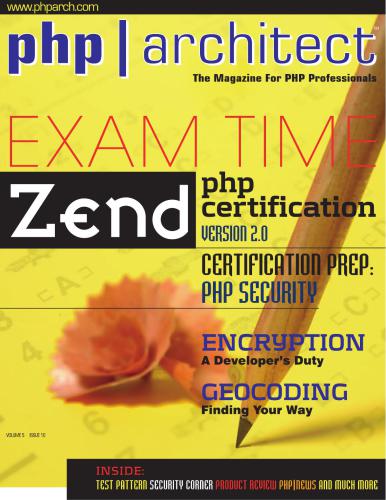 www.phparch.com
php|architect™
The Magazine For PHP Professionals
EXAM TIME
Zend
php
certification
VERSION 2.0
CERTIFICATION PREP:
PHP SECURITY
ENCRYPTION
A Developer's Duty
GEOCODING
Finding Your Way
VOLUME 5 ISSUE 10
INSIDE:
TEST PATTERN SECURITY CORNER PRODUCT REVIEW PHP|NEWS AND MUCH MORE